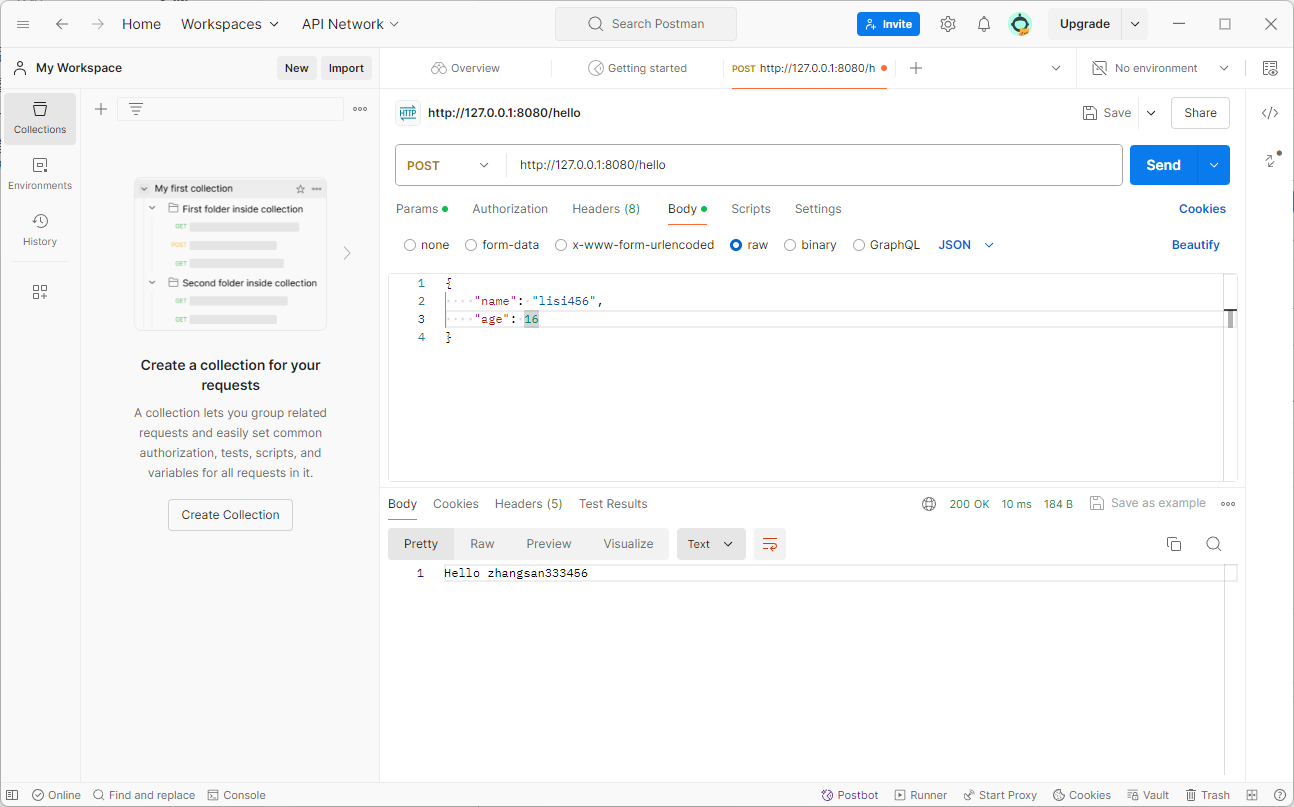 Home Workspaces API Network Search Postman Invite Upgrade
My Workspace New Import Overview Getting started POST http://127.0.0.1:8080/h No environment
Collections
Environments
History
My first collection
First folder inside collection
GET
POST
GET
Second folder inside collection
GET
GET
Create a collection for your
requests
A collection lets you group related
requests and easily set common
authorization, tests, scripts, and
variables for all requests in it.
Create Collection
HTTP http://127.0.0.1:8080/hello Save Share
POST http://127.0.0.1:8080/hello Send
Params Authorization Headers (8) Body Scripts Settings Cookies
none form-data x-www-form-urlencoded raw binary GraphQL JSON Beautify
1 {
2 "name": "lisi456",
3 "age": 16
4 }
Body Cookies Headers (5) Test Results 200 OK 10 ms 184 B Save as example
Pretty Raw Preview Visualize Text
1 Hello zhangsan333456
Online Find and replace Console Postbot Runner Start Proxy Cookies Vault Trash